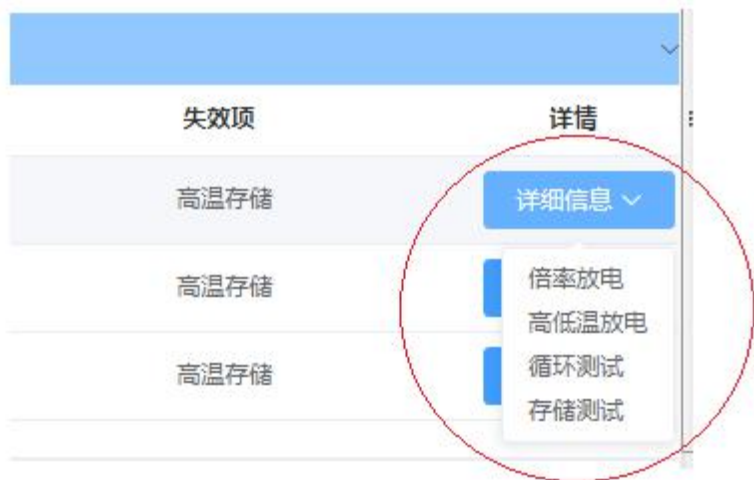 失效项 详情
高温存储 详细信息
高温存储 倍率放电
高低温放电
高温存储 循环测试
存储测试